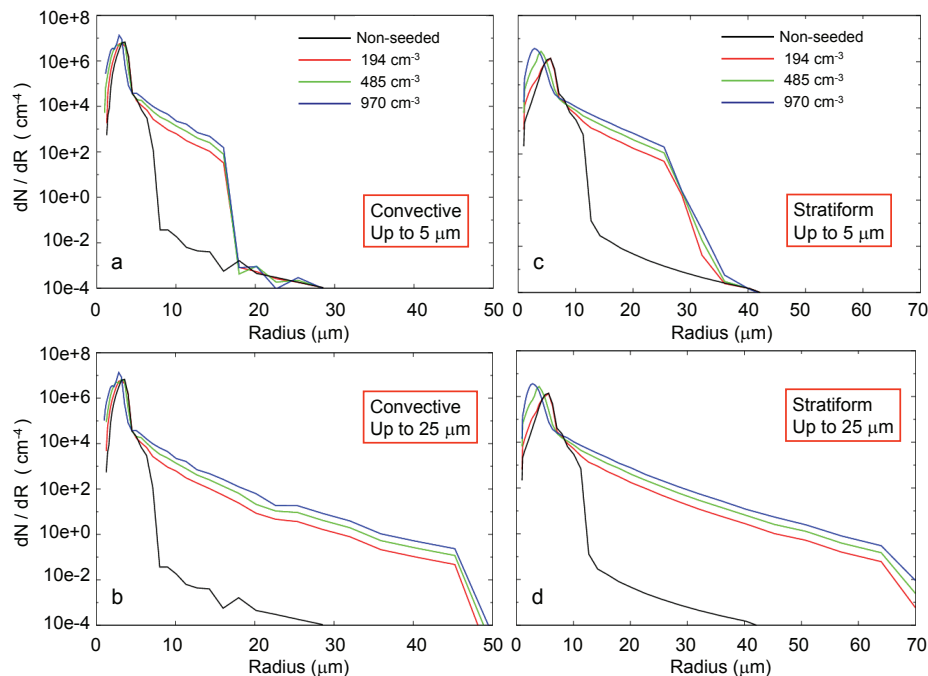 10e+8
10e+6
10e+4
10e+2
10e+0
10e−2
10e−4
dN / dR ( cm-4)
Non-seeded
194 cm-3
485 cm-3
970 cm-3
Convective
Up to 5 μm
a
0 10 20 30 40 50
Radius (μm)
Non-seeded
194 cm-3
485 cm-3
970 cm-3
Stratiform
Up to 5 μm
c
0 10 20 30 40 50 60 70
Radius (μm)
10e+8
10e+6
10e+4
10e+2
10e+0
10e−2
10e−4
dN / dR ( cm-4)
Convective
Up to 25 μm
b
0 10 20 30 40 50
Radius (μm)
Stratiform
Up to 25 μm
d
0 10 20 30 40 50 60 70
Radius (μm)